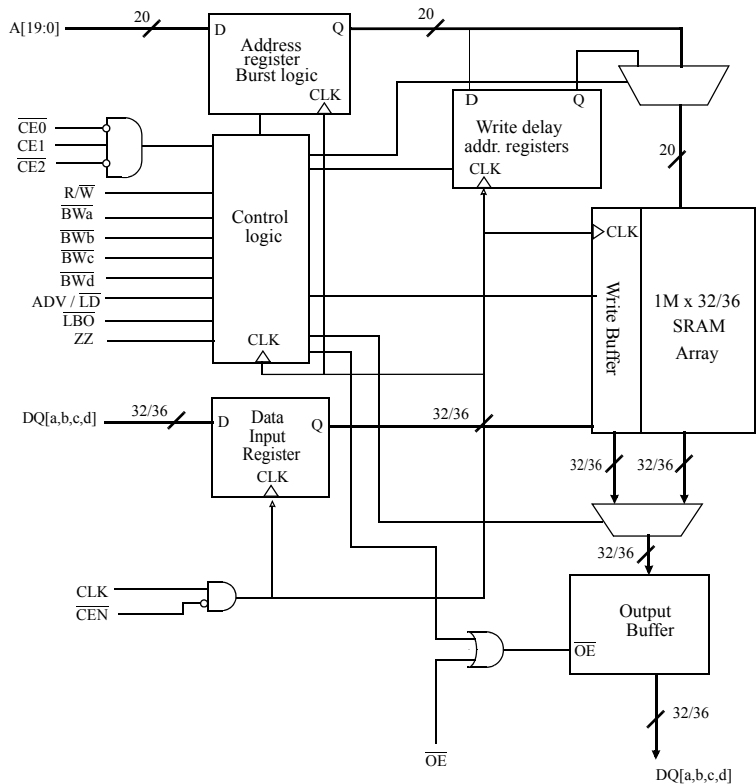 A[19:0]
20
D
Q
20
Address
register
Burst logic
CLK
D
Q
Write delay
addr. registers
CLK
20
CE0
CE1
CE2
R/W
BWa
BWb
BWc
BWd
ADV / LD
LBO
ZZ
Control
logic
CLK
CLK
Write Buffer
1M x 32/36
SRAM
Array
DQ[a,b,c,d]
32/36
D
Q
Data
Input
Register
CLK
32/36
32/36
32/36
32/36
CLK
CEN
Output
Buffer
OE
OE
32/36
DQ[a,b,c,d]